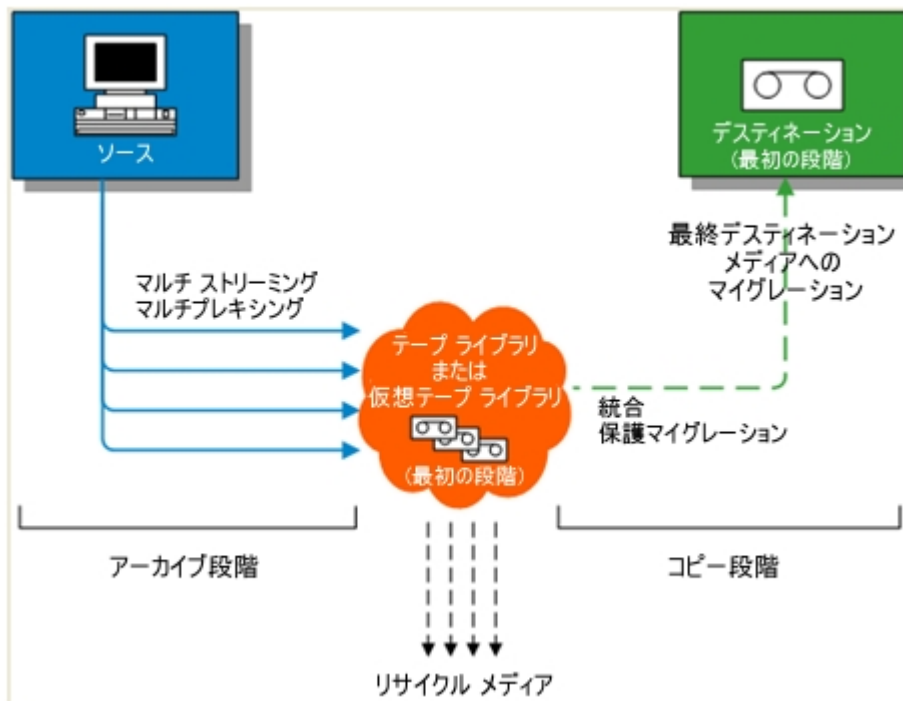 ソース
デスティネーション
(最初の段階)
マルチ ストリーミング
マルチプレキシング
最終デスティネーション
メディアへの
マイグレーション
テープ ライブラリ
または
仮想テープ ライブラリ
(最初の段階)
統合
保護マイグレーション
アーカイブ段階
コピー段階
リサイクル メディア